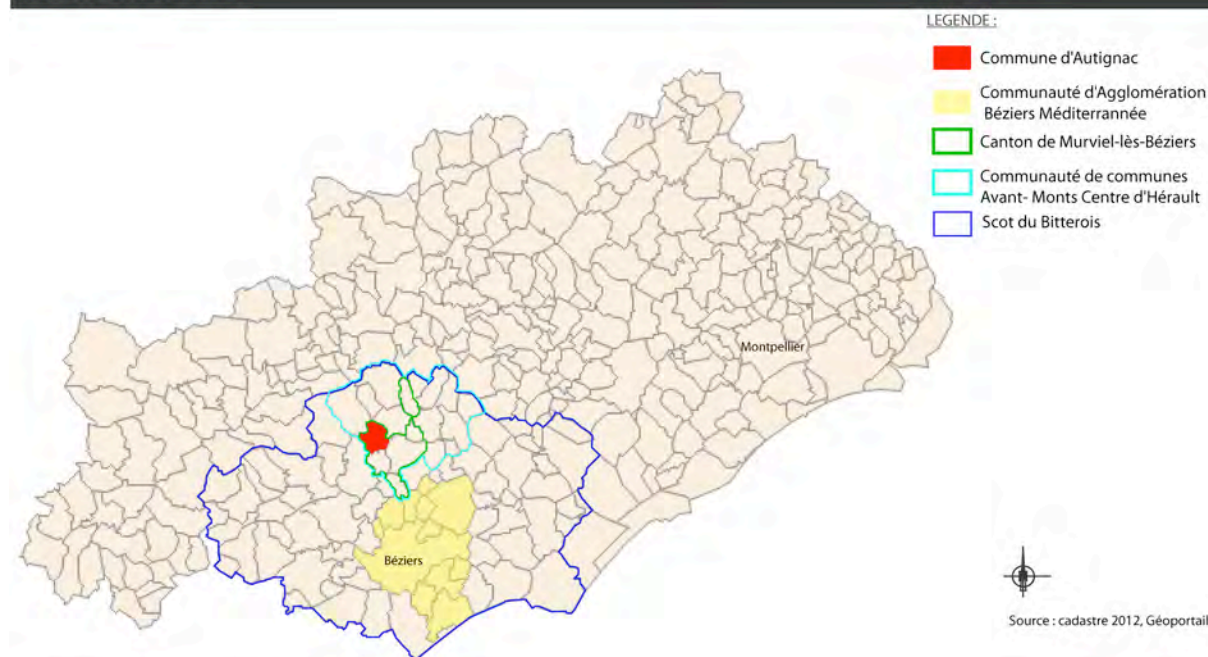 LEGENDE :
Commune d'Autignac
Communauté d'Agglomération
Béziers Méditerrannée
Canton de Murviel-lès-Béziers
Communauté de communes
Avant- Monts Centre d'Hérault
Scot du Bitterois
Montpellier
Béziers
Source : cadastre 2012, Géoportail